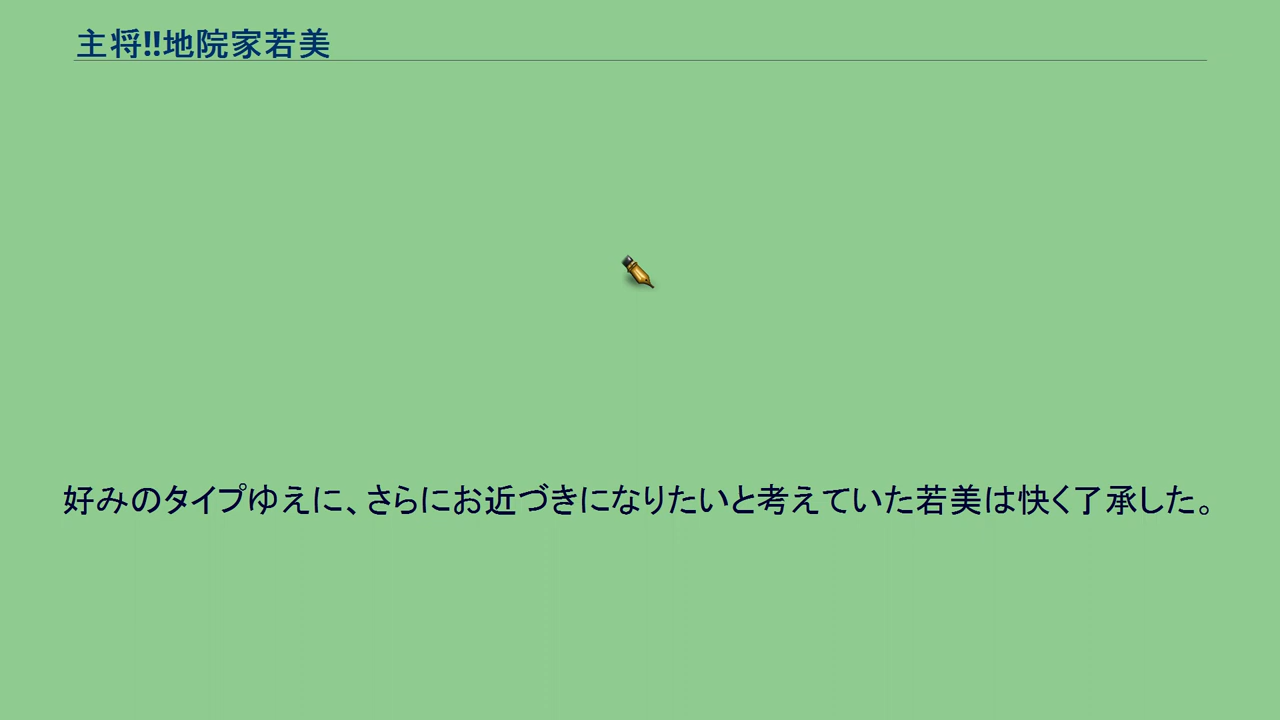 主将!!地院家若美
好みのタイプゆえに、さらにお近づきになりたいと考えていた若美は快く了承した。